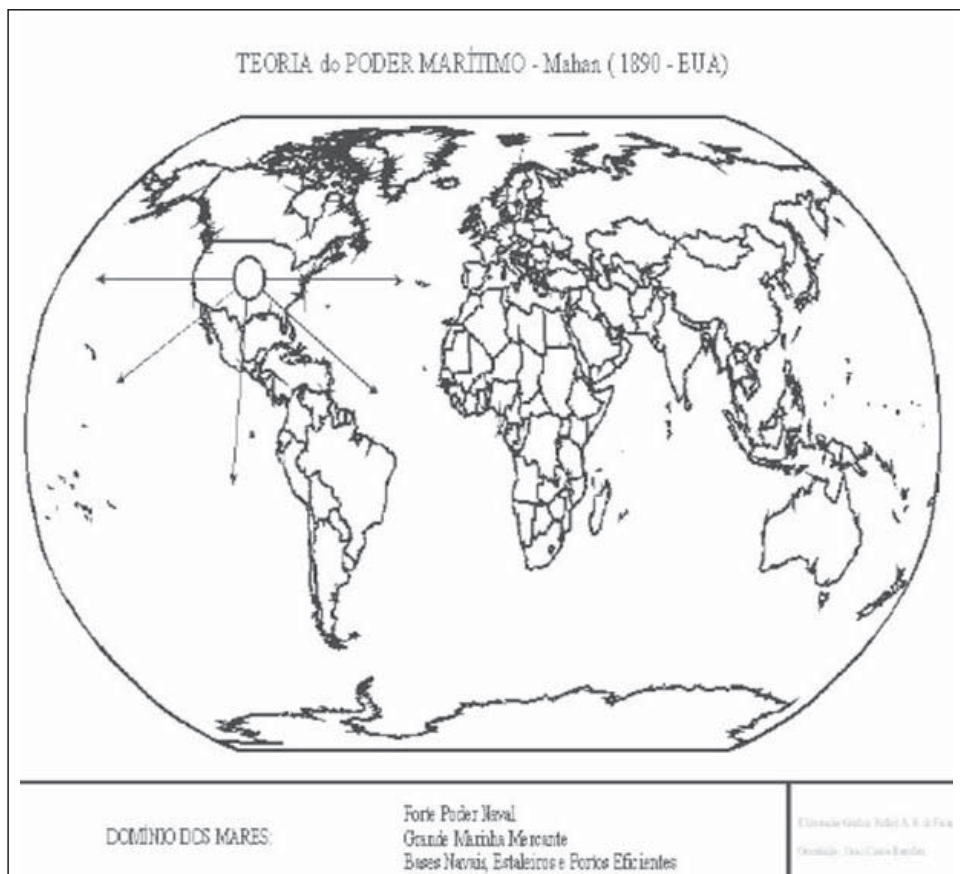 TEORIA do PODER MARÍTIMO - Mahan ( 1890 - EUA)
DOMÍNIO DOS MARES:
Forte Poder Naval
Grande Marinha Mercante
Bases Navais, Estaleiros e Portos Eficientes